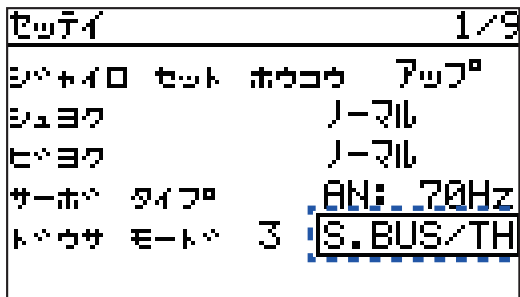 セッテイ 1/9
ジャイロ セット ホウコウ アップ
シュヨク ノーマル
ビヨク ノーマル
サーボ タイプ AN: 70Hz
ドウサ モード 3 S.BUS/TH